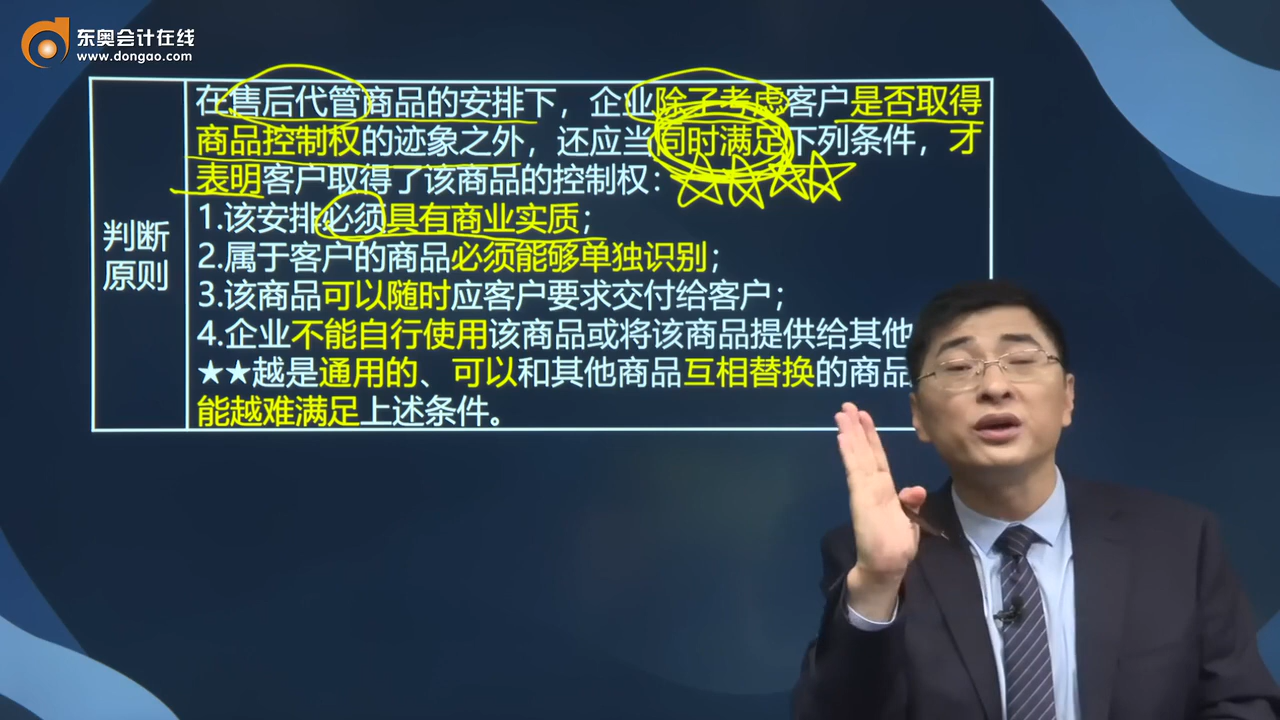 东奥会计在线
www.dongao.com
在售后代管商品的安排下，企业除了考虑客户是否取得
商品控制权的迹象之外，还应当同时满足下列条件，才
表明客户取得了该商品的控制权：
1.该安排必须具有商业实质；
2.属于客户的商品必须能够单独识别；
3.该商品可以随时应客户要求交付给客户；
4.企业不能自行使用该商品或将该商品提供给其他
★★越是通用的、可以和其他商品互相替换的商品
能越难满足上述条件。
判断
原则